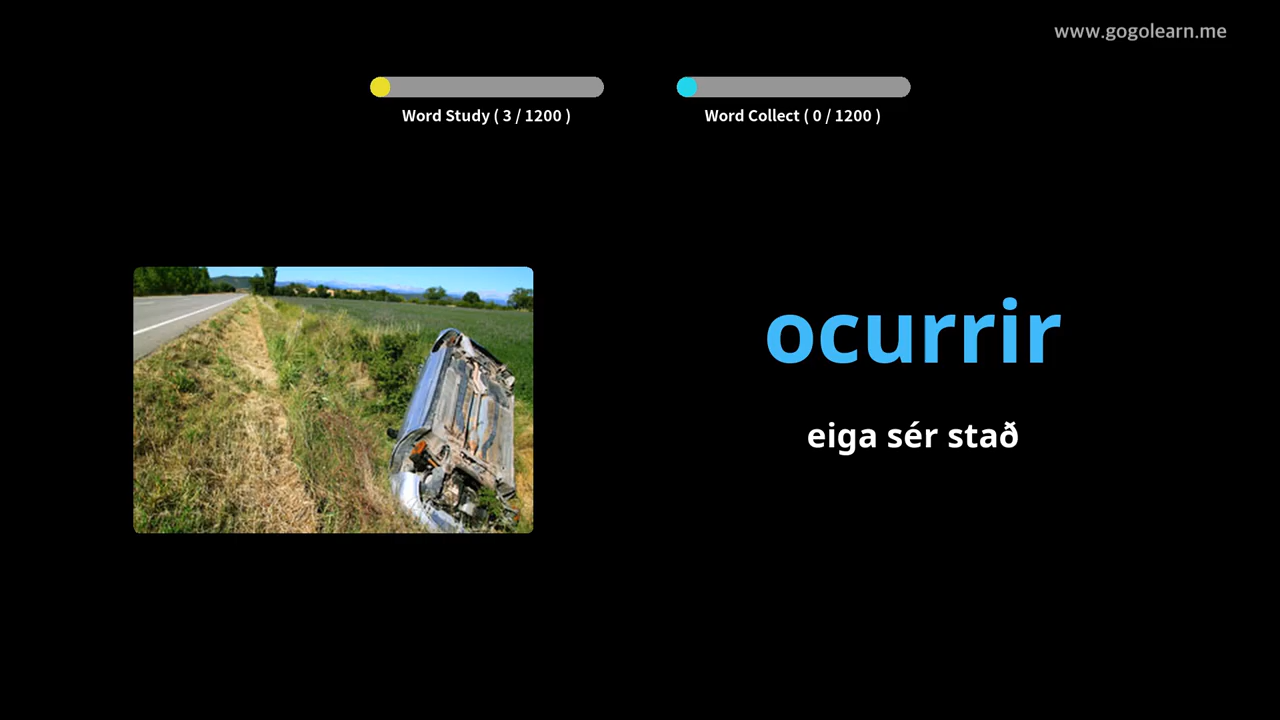 www.gogolearn.me
Word Study ( 3 / 1200 )
Word Collect ( 0 / 1200 )
ocurrir
eiga sér stað